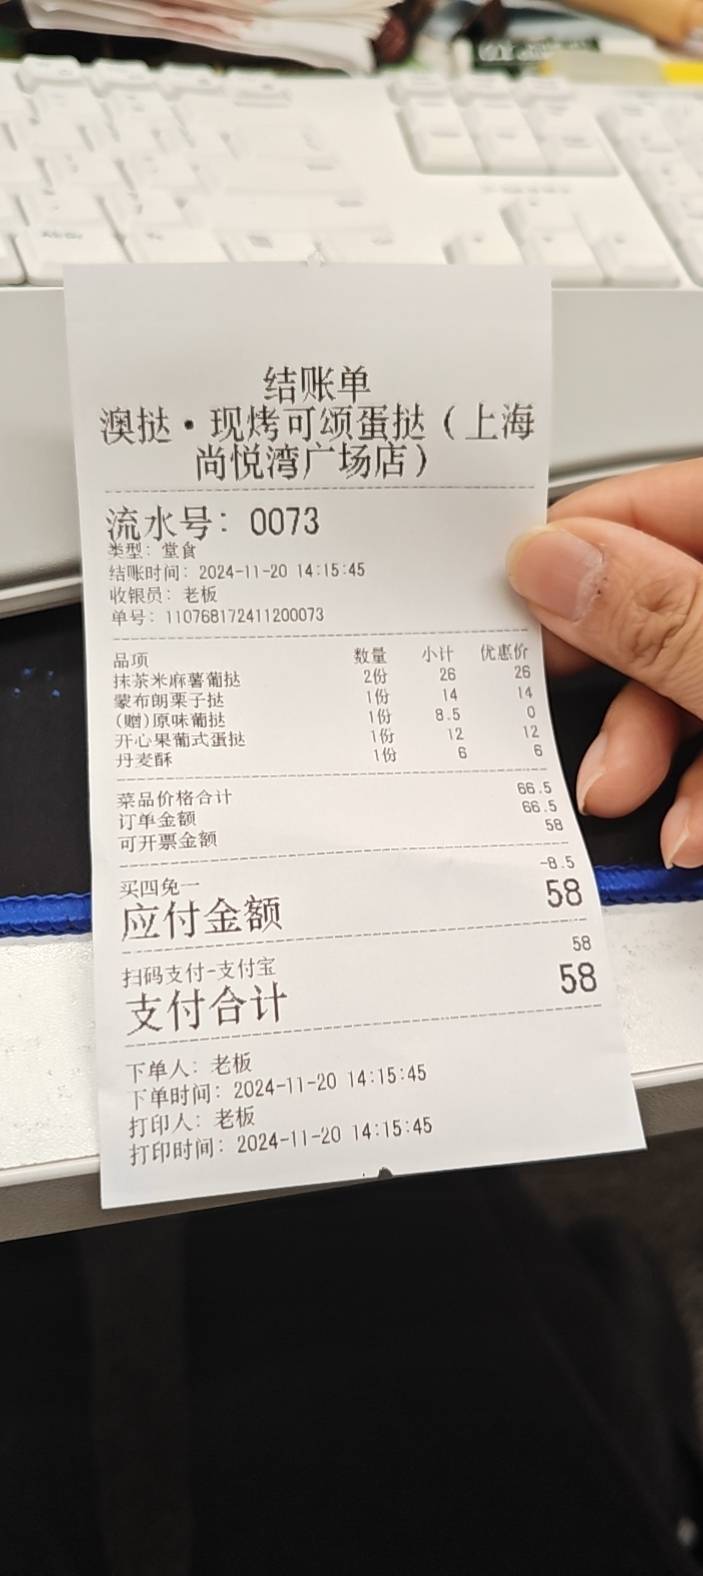 结账单
澳挞·现烤可颂蛋挞（上海
尚悦湾广场店）
流水号：0073
类型：堂食
结账时间：2024-11-20 14:15:45
收银员：老板
单号：110768172411200073
品项 数量 小计 优惠价
抹茶米麻薯葡挞 2份 26 26
蒙布朗栗子挞 1份 14 14
(赠)原味葡挞 1份 8.5 0
开心果葡式蛋挞 1份 12 12
丹麦酥 1份 6 6
菜品价格合计 66.5
订单金额 66.5
可开票金额 58
买四免一 -8.5
应付金额 58
扫码支付-支付宝 58
支付合计 58
下单人：老板
下单时间：2024-11-20 14:15:45
打印人：老板
打印时间：2024-11-20 14:15:45